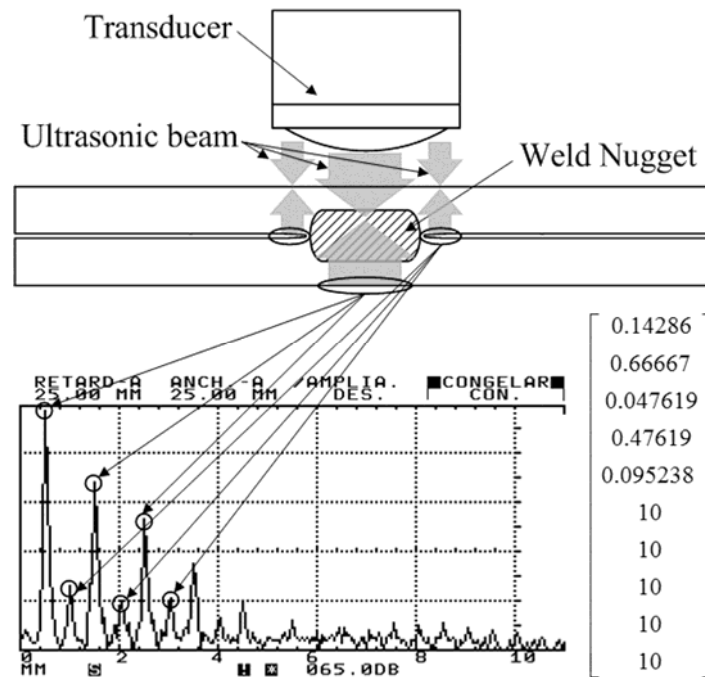 Transducer
Ultrasonic beam
Weld Nugget
RETARD-A ANCH.-A /AMPLIA. ■CONGELAR■
25.00 MM 25.00 MM DES. CON.
0.14286
0.66667
0.047619
0.47619
0.095238
10
10
10
10
10
0 2 4 6 8 10
MM S 065.0DB